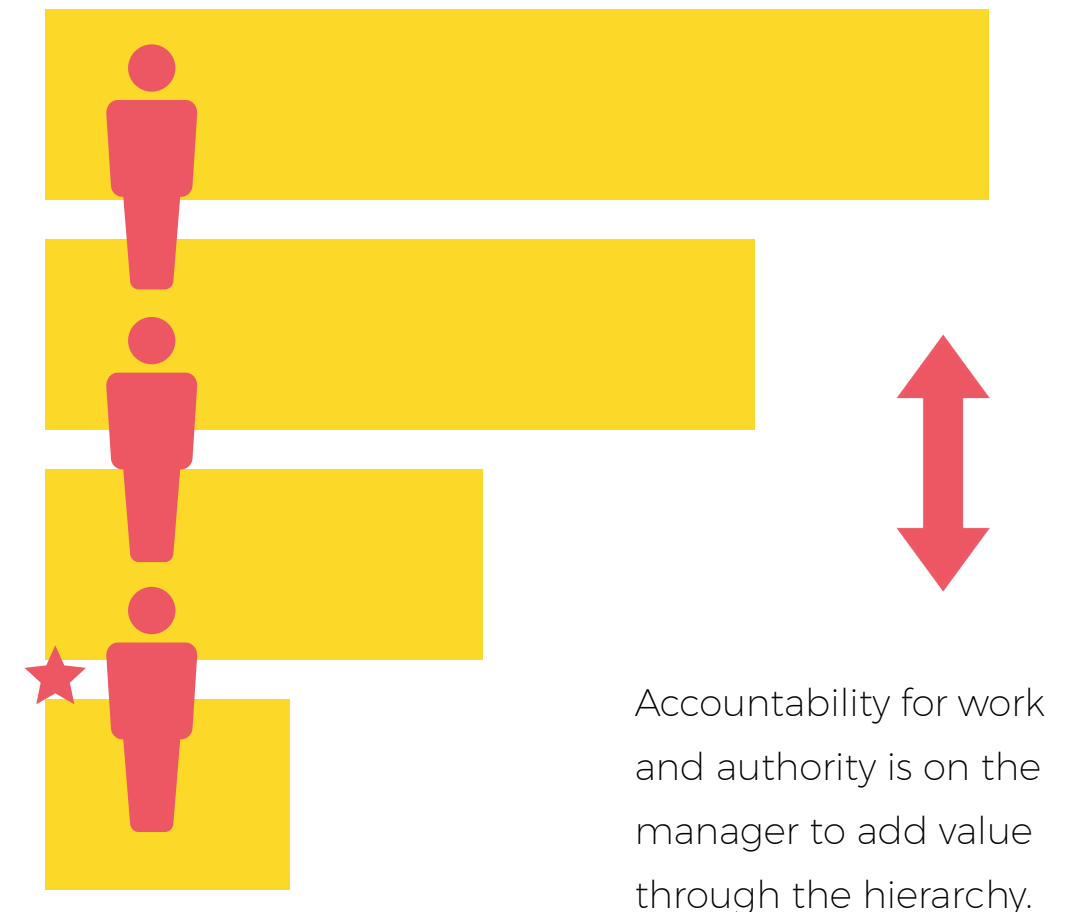 Accountability for work
and authority is on the
manager to add value
through the hierarchy.